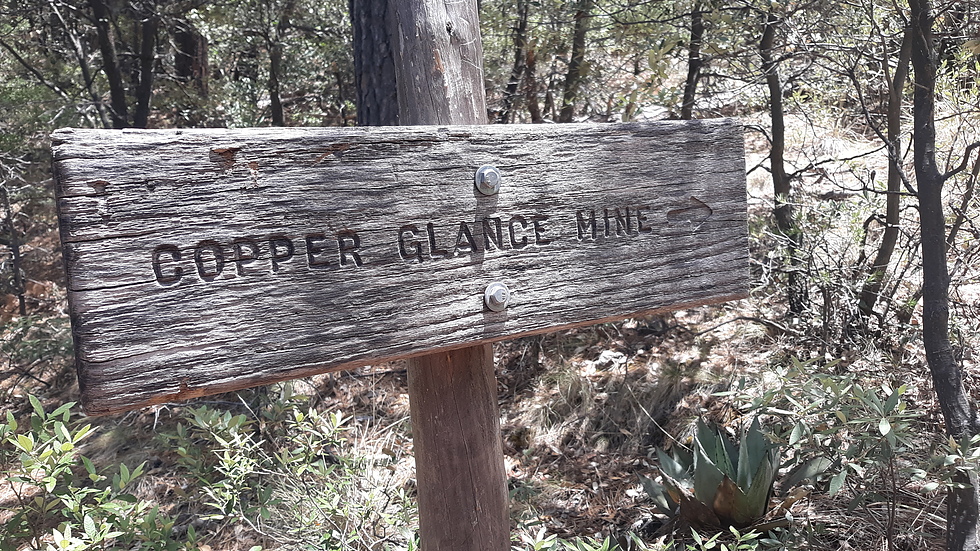 COPPER GLANCE MINE →